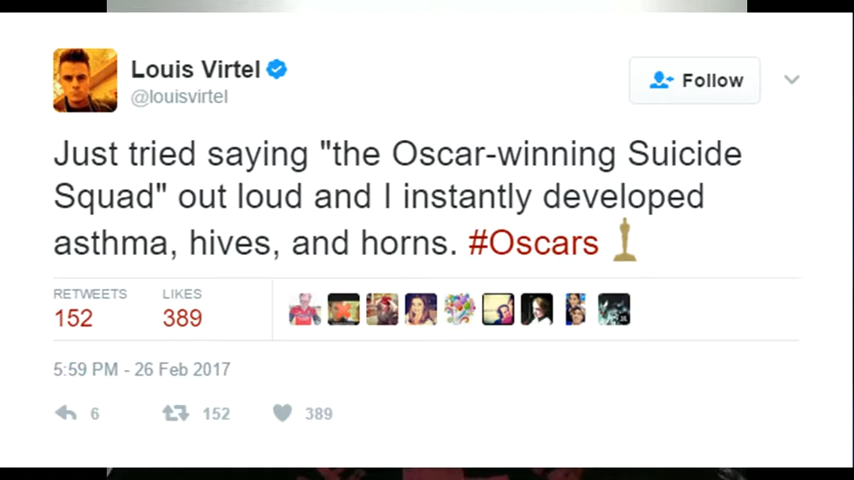 Louis Virtel
@louisvirtel
Follow
Just tried saying "the Oscar-winning Suicide
Squad" out loud and I instantly developed
asthma, hives, and horns. #Oscars
RETWEETS LIKES
152 389
5:59 PM - 26 Feb 2017
6 152 389